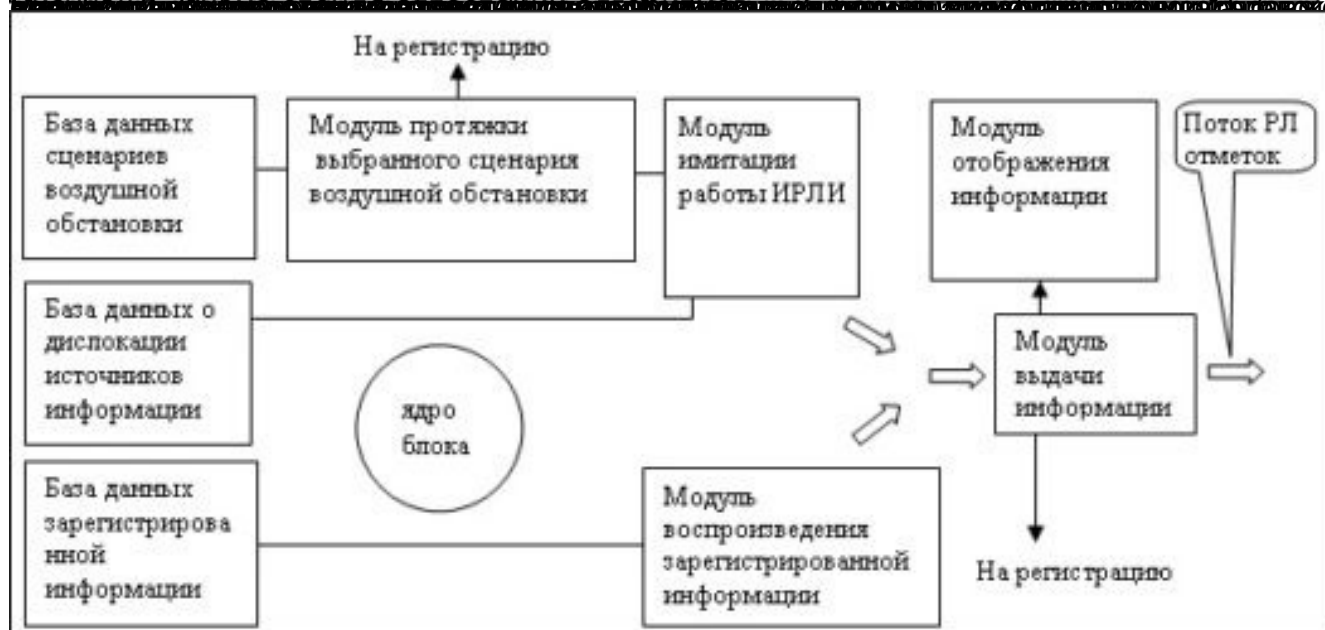 На регистрацию
База данных
сценариев
воздушной
обстановки
Модуль протяжки
выбранного сценария
воздушной обстановки
Модуль
имитации
работы ИРЛИ
Модуль
отображения
информации
Поток РЛ
отметок
База данных о
дислокации
источников
информации
ядро
блока
Модуль
выдачи
информации
База данных
зарегистрирова
нной
информации
Модуль
воспроизведения
зарегистрированной
информации
На регистрацию